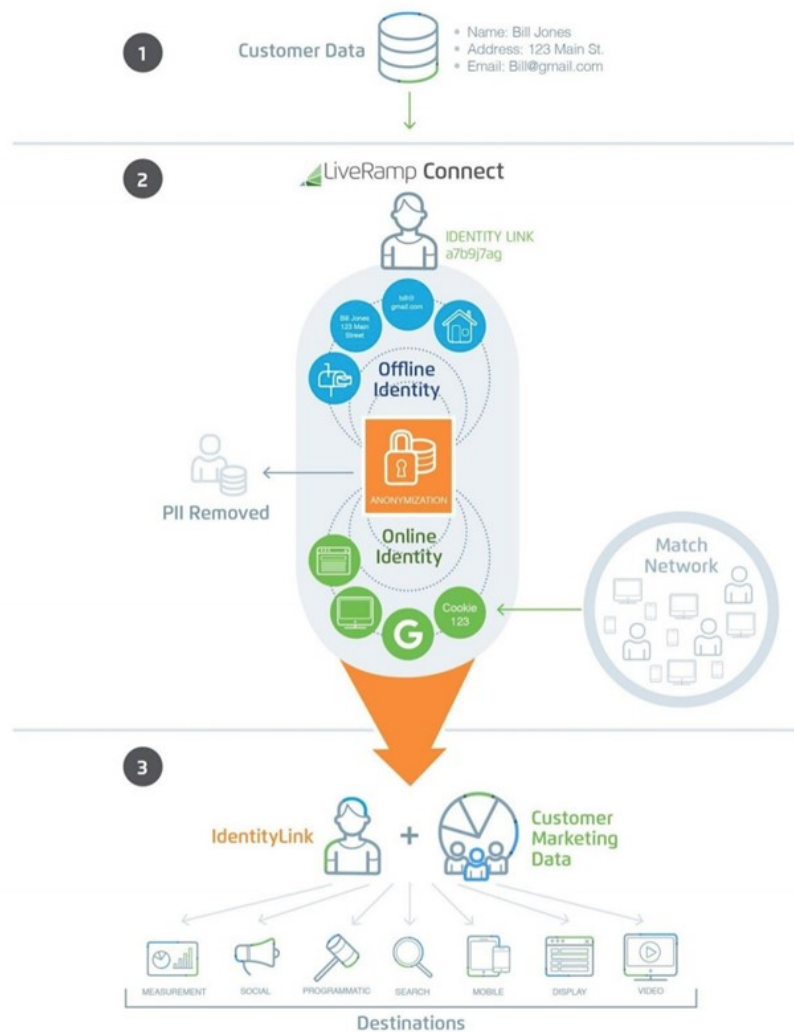 1
Customer Data
• Name: Bill Jones
• Address: 123 Main St.
• Email: Bill@gmail.com
2
LiveRamp Connect
IDENTITY LINK
a7b9j7ag
bill@
gmail.com
Bill Jones
123 Main
Street
Offline
Identity
ANONYMIZATION
PII Removed
Online
Identity
Match
Network
Cookie
123
G
3
IdentityLink
+
Customer
Marketing
Data
MEASUREMENT
SOCIAL
PROGRAMMATIC
SEARCH
MOBILE
DISPLAY
VIDEO
Destinations